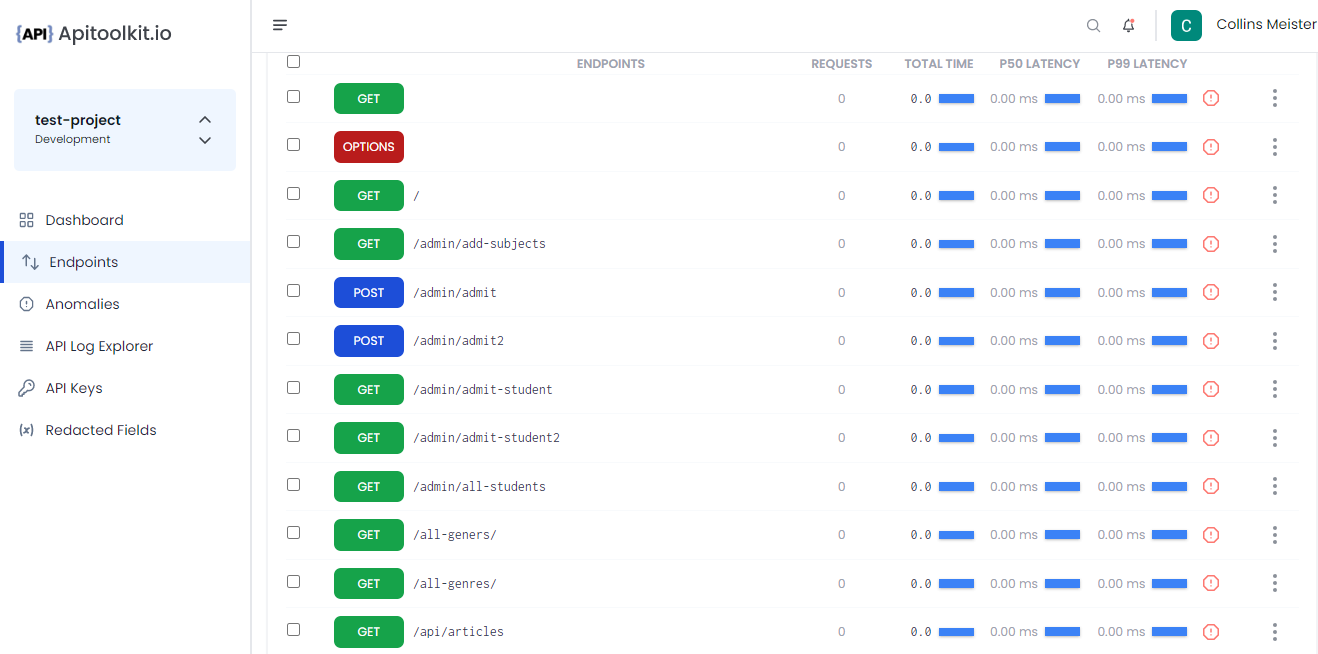 {API} Apitoolkit.io
C Collins Meister
test-project
Development
Dashboard
Endpoints
Anomalies
API Log Explorer
API Keys
(x) Redacted Fields
ENDPOINTS REQUESTS TOTAL TIME P50 LATENCY P99 LATENCY
GET 0 0.0 0.00 ms 0.00 ms
OPTIONS 0 0.0 0.00 ms 0.00 ms
GET / 0 0.0 0.00 ms 0.00 ms
GET /admin/add-subjects 0 0.0 0.00 ms 0.00 ms
POST /admin/admit 0 0.0 0.00 ms 0.00 ms
POST /admin/admit2 0 0.0 0.00 ms 0.00 ms
GET /admin/admit-student 0 0.0 0.00 ms 0.00 ms
GET /admin/admit-student2 0 0.0 0.00 ms 0.00 ms
GET /admin/all-students 0 0.0 0.00 ms 0.00 ms
GET /all-geners/ 0 0.0 0.00 ms 0.00 ms
GET /all-genres/ 0 0.0 0.00 ms 0.00 ms
GET /api/articles 0 0.0 0.00 ms 0.00 ms